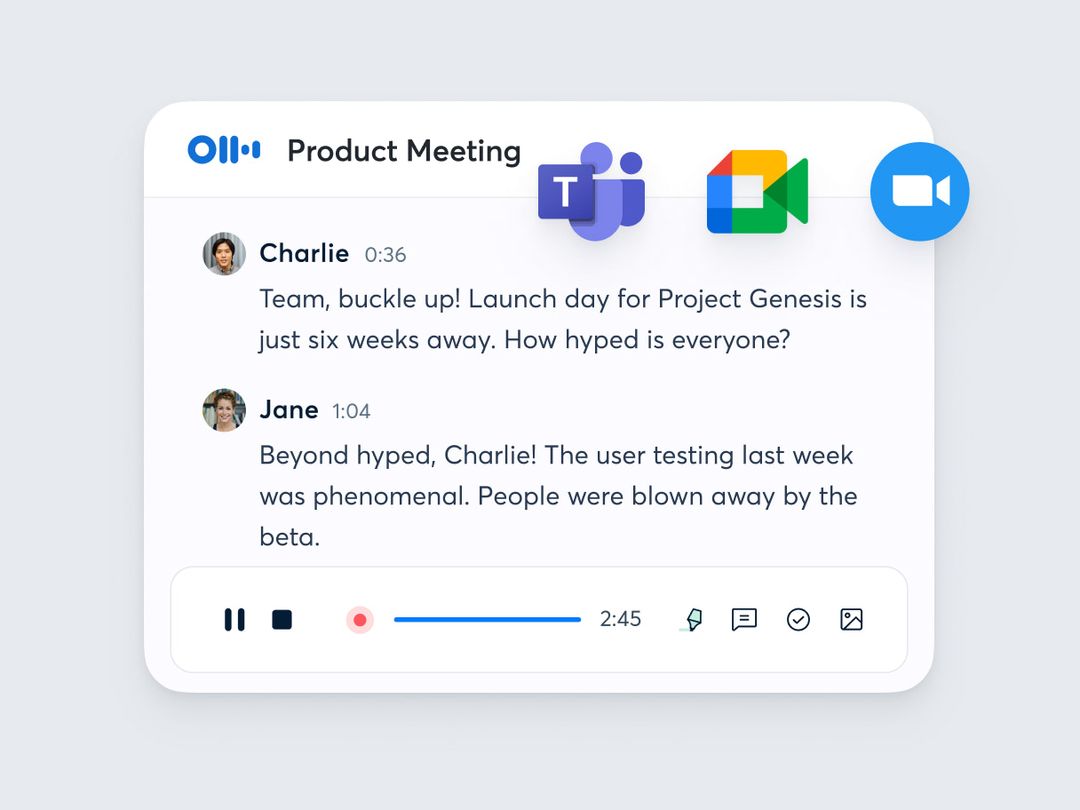 Product Meeting
T
Charlie 0:36
Team, buckle up! Launch day for Project Genesis is
just six weeks away. How hyped is everyone?
Jane 1:04
Beyond hyped, Charlie! The user testing last week
was phenomenal. People were blown away by the
beta.
2:45